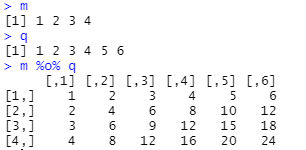 > m
[1] 1 2 3 4
> q
[1] 1 2 3 4 5 6
> m %o% q
     [,1] [,2] [,3] [,4] [,5] [,6]
[1,]    1    2    3    4    5    6
[2,]    2    4    6    8   10   12
[3,]    3    6    9   12   15   18
[4,]    4    8   12   16   20   24